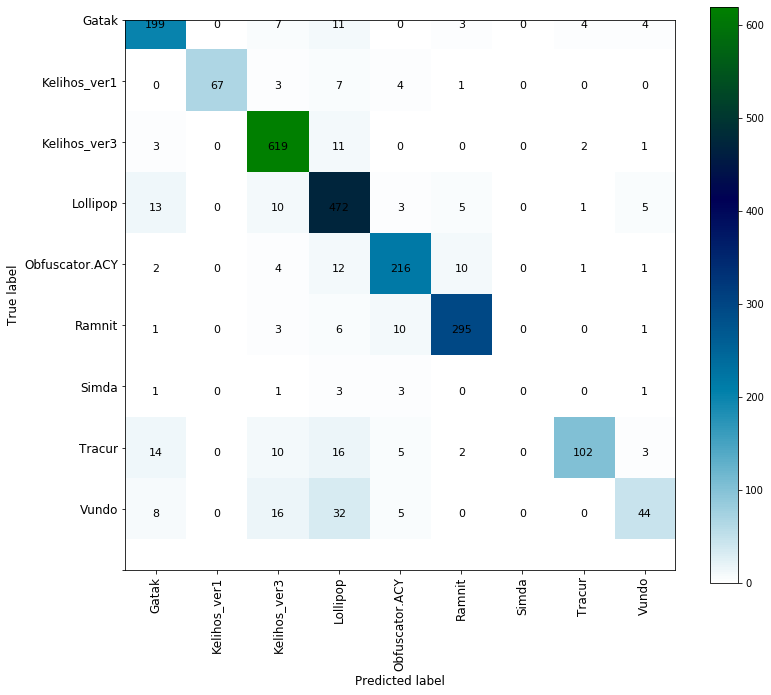 Gatak 199 0 7 11 0 3 0 4 4
Kelihos_ver1 0 67 3 7 4 1 0 0 0
Kelihos_ver3 3 0 619 11 0 0 0 2 1
Lollipop 13 0 10 472 3 5 0 1 5
Obfuscator.ACY 2 0 4 12 216 10 0 1 1
Ramnit 1 0 3 6 10 295 0 0 1
Simda 1 0 1 3 3 0 0 0 1
Tracur 14 0 10 16 5 2 0 102 3
Vundo 8 0 16 32 5 0 0 0 44
True label
Gatak
Kelihos_ver1
Kelihos_ver3
Lollipop
Obfuscator.ACY
Ramnit
Simda
Tracur
Vundo
Predicted label
600
500
400
300
200
100
0